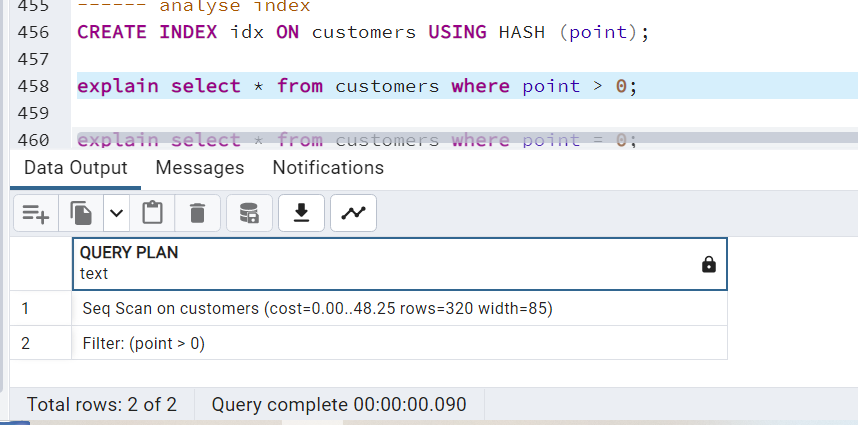 455 ------ analyse index
456 CREATE INDEX idx ON customers USING HASH (point);
457
458 explain select * from customers where point > 0;
459
460 explain select * from customers where point = 0;
Data Output Messages Notifications
QUERY PLAN
text
1 Seq Scan on customers (cost=0.00..48.25 rows=320 width=85)
2 Filter: (point > 0)
Total rows: 2 of 2 Query complete 00:00:00.090